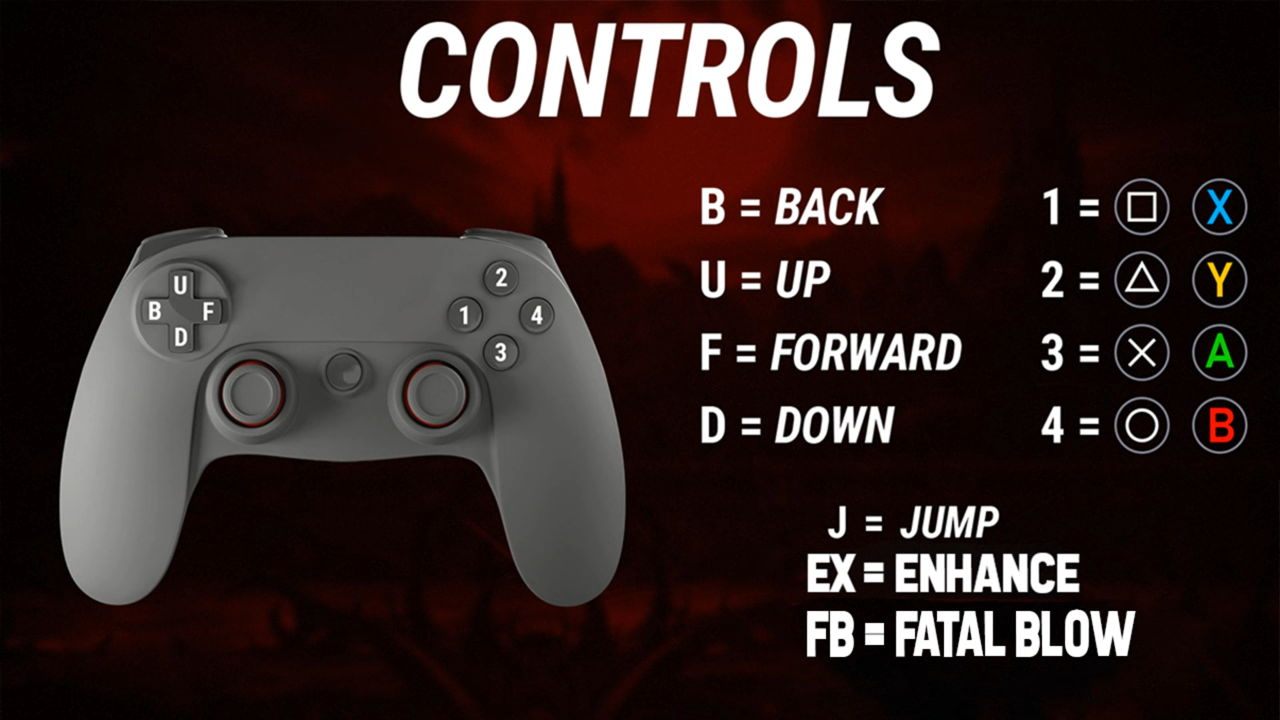 CONTROLS
B = BACK
U = UP
F = FORWARD
D = DOWN
1 = □ X
2 = △ Y
3 = ✕ A
4 = ○ B
J = JUMP
EX = ENHANCE
FB = FATAL BLOW
U
B F
D
2
1 4
3